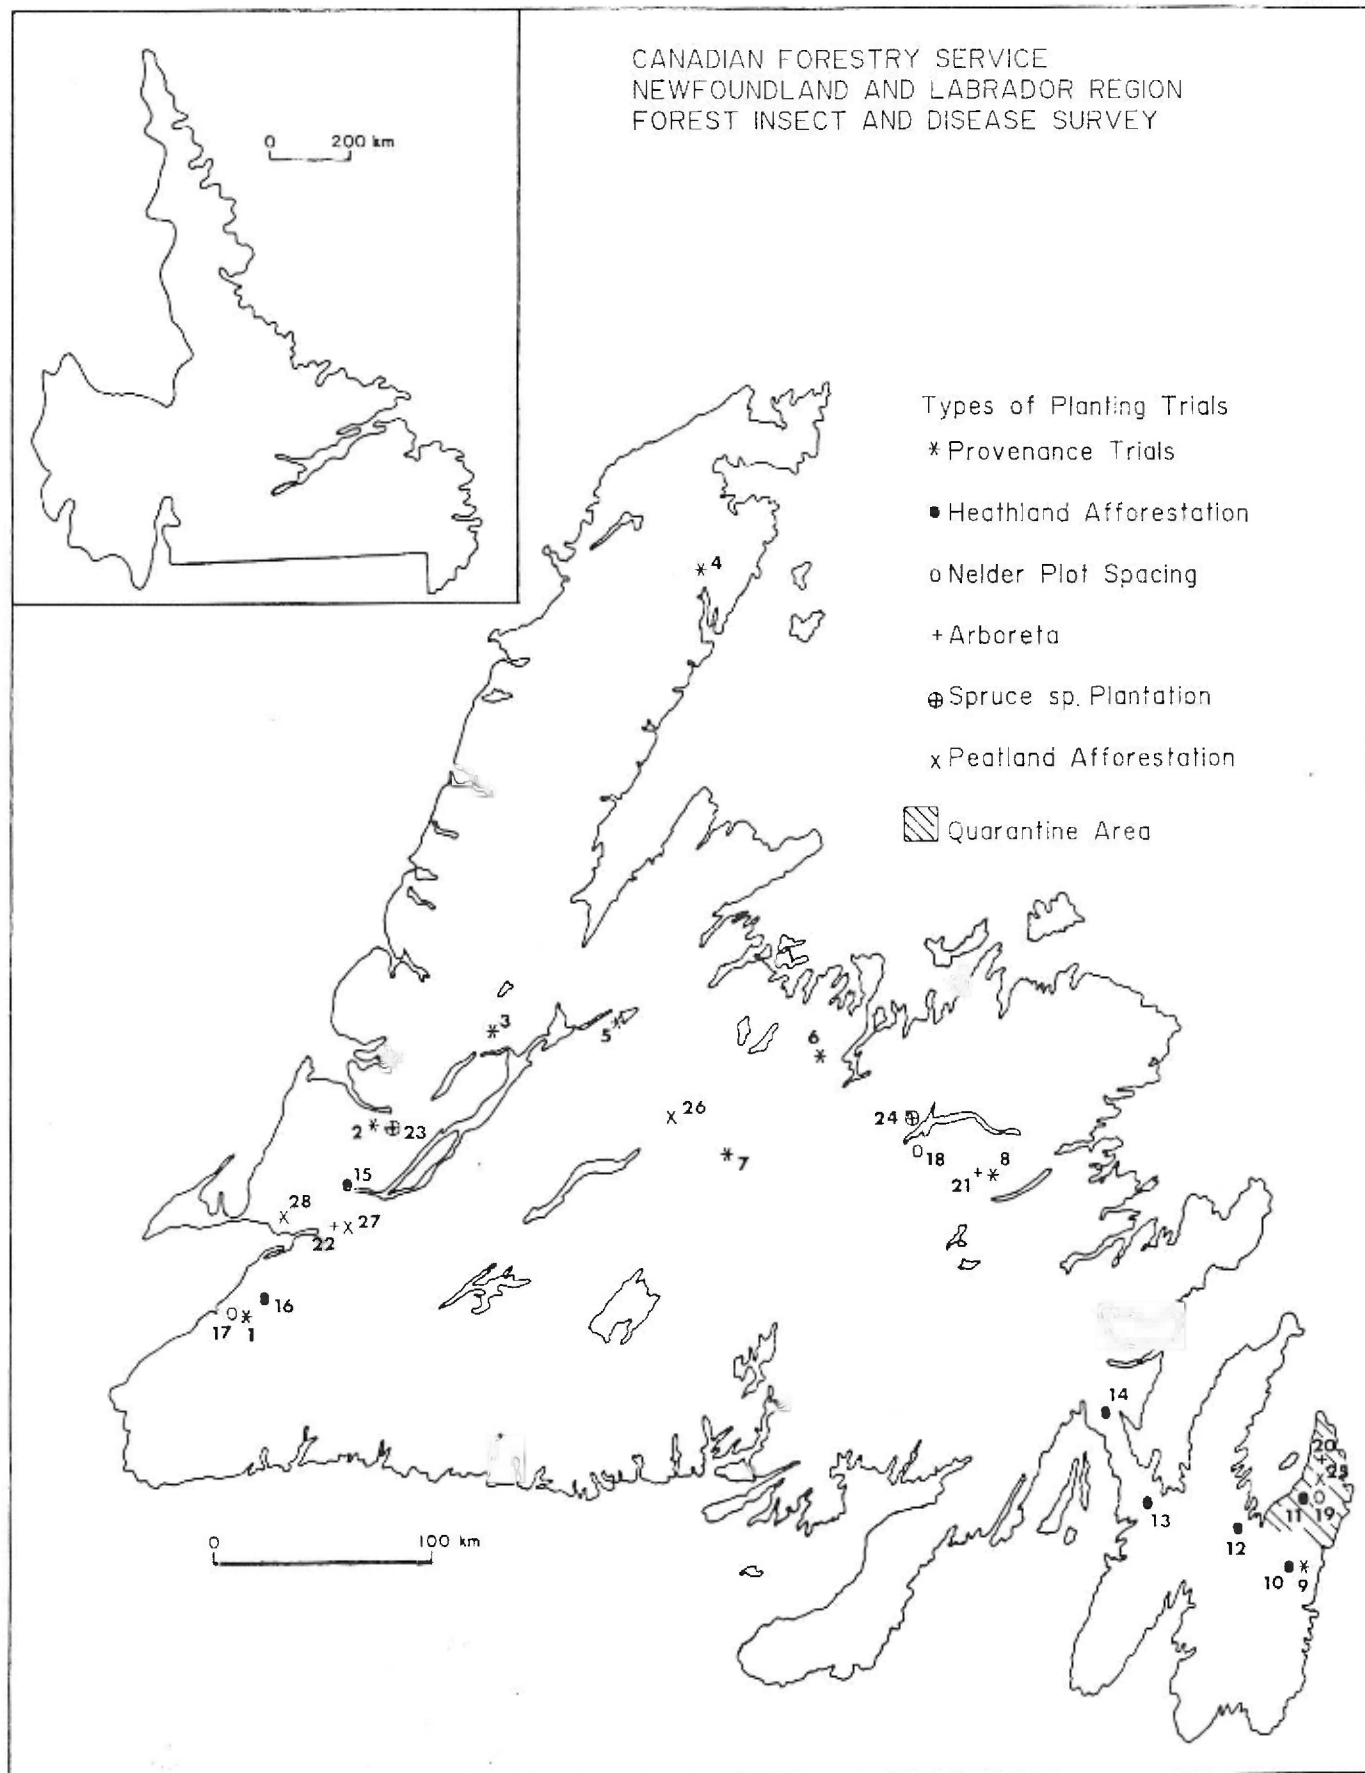 CANADIAN FORESTRY SERVICE
NEWFOUNDLAND AND LABRADOR REGION
FOREST INSECT AND DISEASE SURVEY
0 200 km
Types of Planting Trials
* Provenance Trials
● Heathland Afforestation
o Nelder Plot Spacing
+ Arboreta
⊕ Spruce sp. Plantation
x Peatland Afforestation
Quarantine Area
4
3
5
6
26
24
2
23
7
18
8
21
15
28
27
22
16
17
1
14
20
25
11
19
13
12
10
9
0 100 km